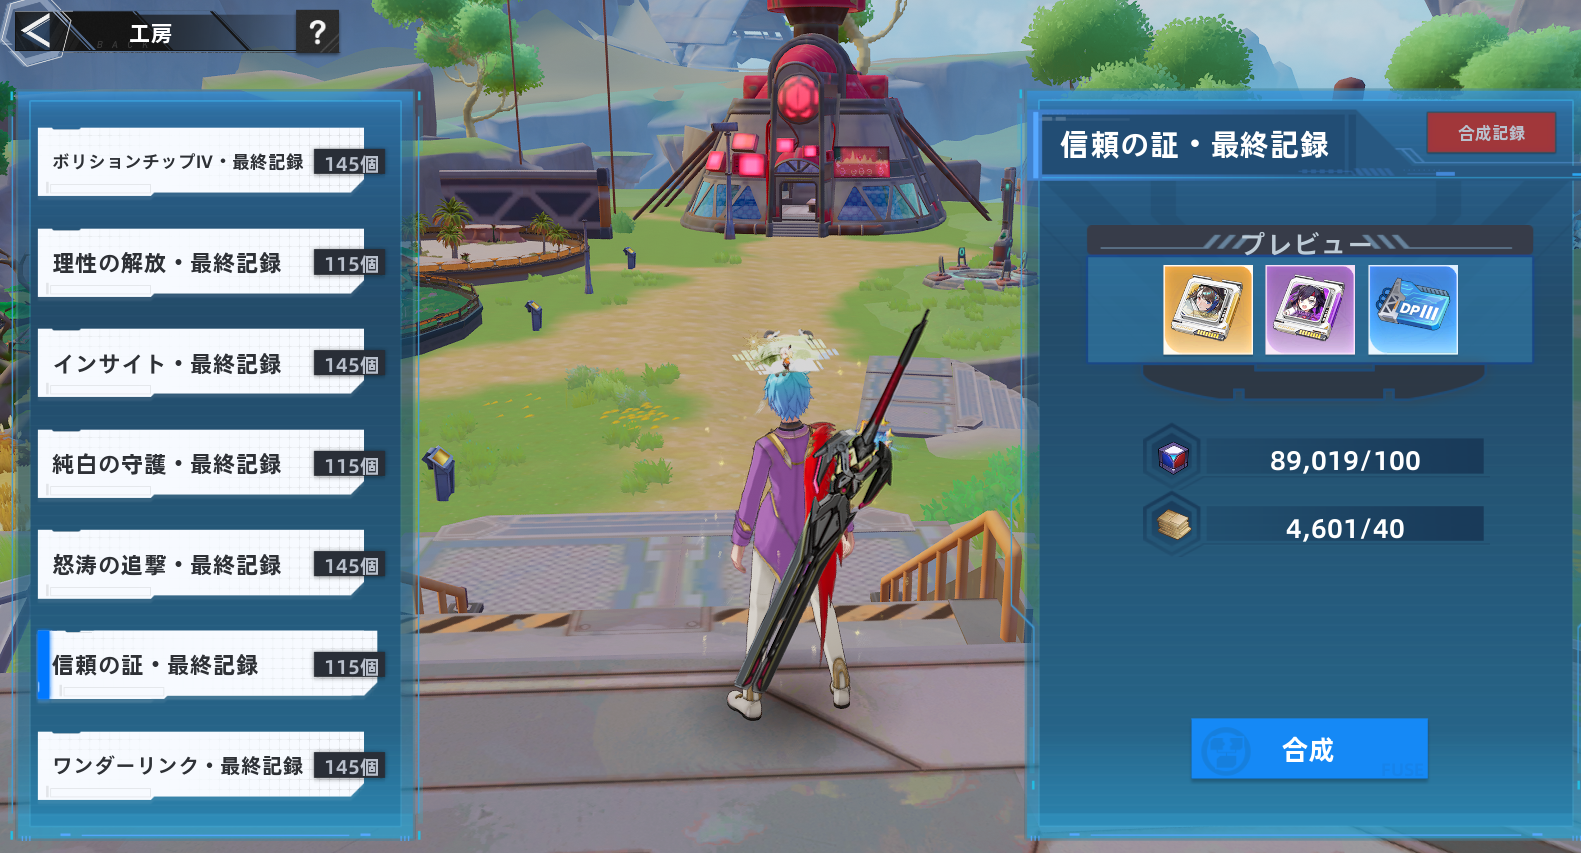 工房
?
BACK
ボリションチップIV・最終記録 145個
理性の解放・最終記録 115個
インサイト・最終記録 145個
純白の守護・最終記録 115個
怒涛の追撃・最終記録 145個
信頼の証・最終記録 115個
ワンダーリンク・最終記録 145個
信頼の証・最終記録
合成記録
プレビュー
DPIII
89,019/100
4,601/40
合成
FUSE